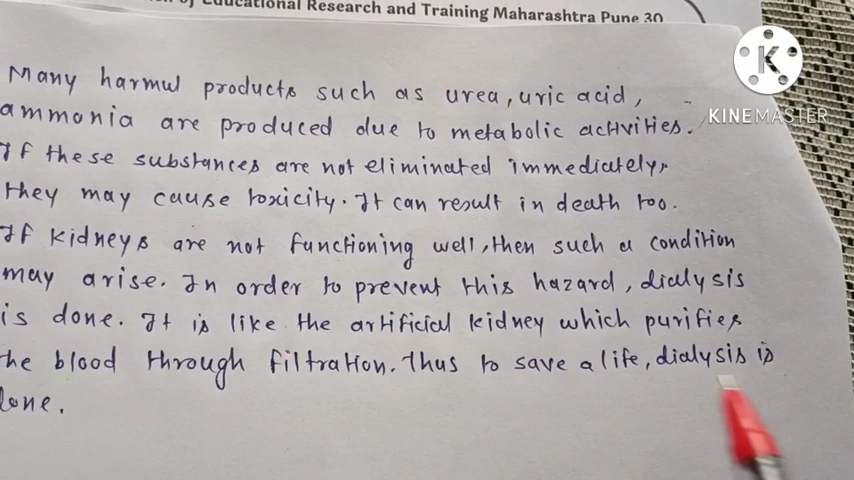 of Educational Research and Training Maharashtra Pune 30
KINEMASTER
Many harmul products such as urea, uric acid,
ammonia are produced due to metabolic activities.
If these substances are not eliminated immediately,
they may cause toxicity. It can result in death too.
If kidneys are not functioning well, then such a condition
may arise. In order to prevent this hazard, dialysis
is done. It is like the artificial kidney which purifies
the blood through filtration. Thus to save a life, dialysis is
done.